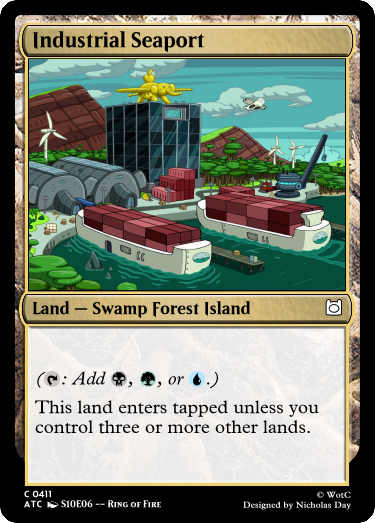 Industrial Seaport
Land — Swamp Forest Island
(: Add , , or .)
This land enters tapped unless you
control three or more other lands.
C 0411
ATC S10E06 -- Ring of Fire
© WotC
Designed by Nicholas Day